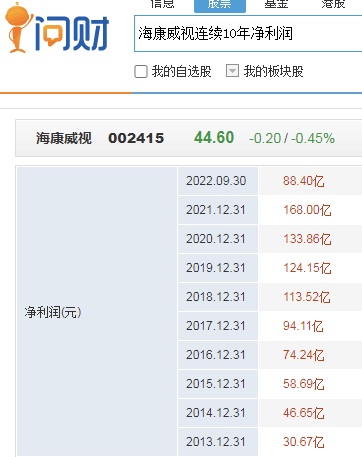 信息 股票 基金 港股
问财
海康威视连续10年净利润
我的自选股 我的板块股
海康威视 002415 44.60 -0.20 / -0.45%
净利润(元)
2022.09.30 88.40亿
2021.12.31 168.00亿
2020.12.31 133.86亿
2019.12.31 124.15亿
2018.12.31 113.52亿
2017.12.31 94.11亿
2016.12.31 74.24亿
2015.12.31 58.69亿
2014.12.31 46.65亿
2013.12.31 30.67亿